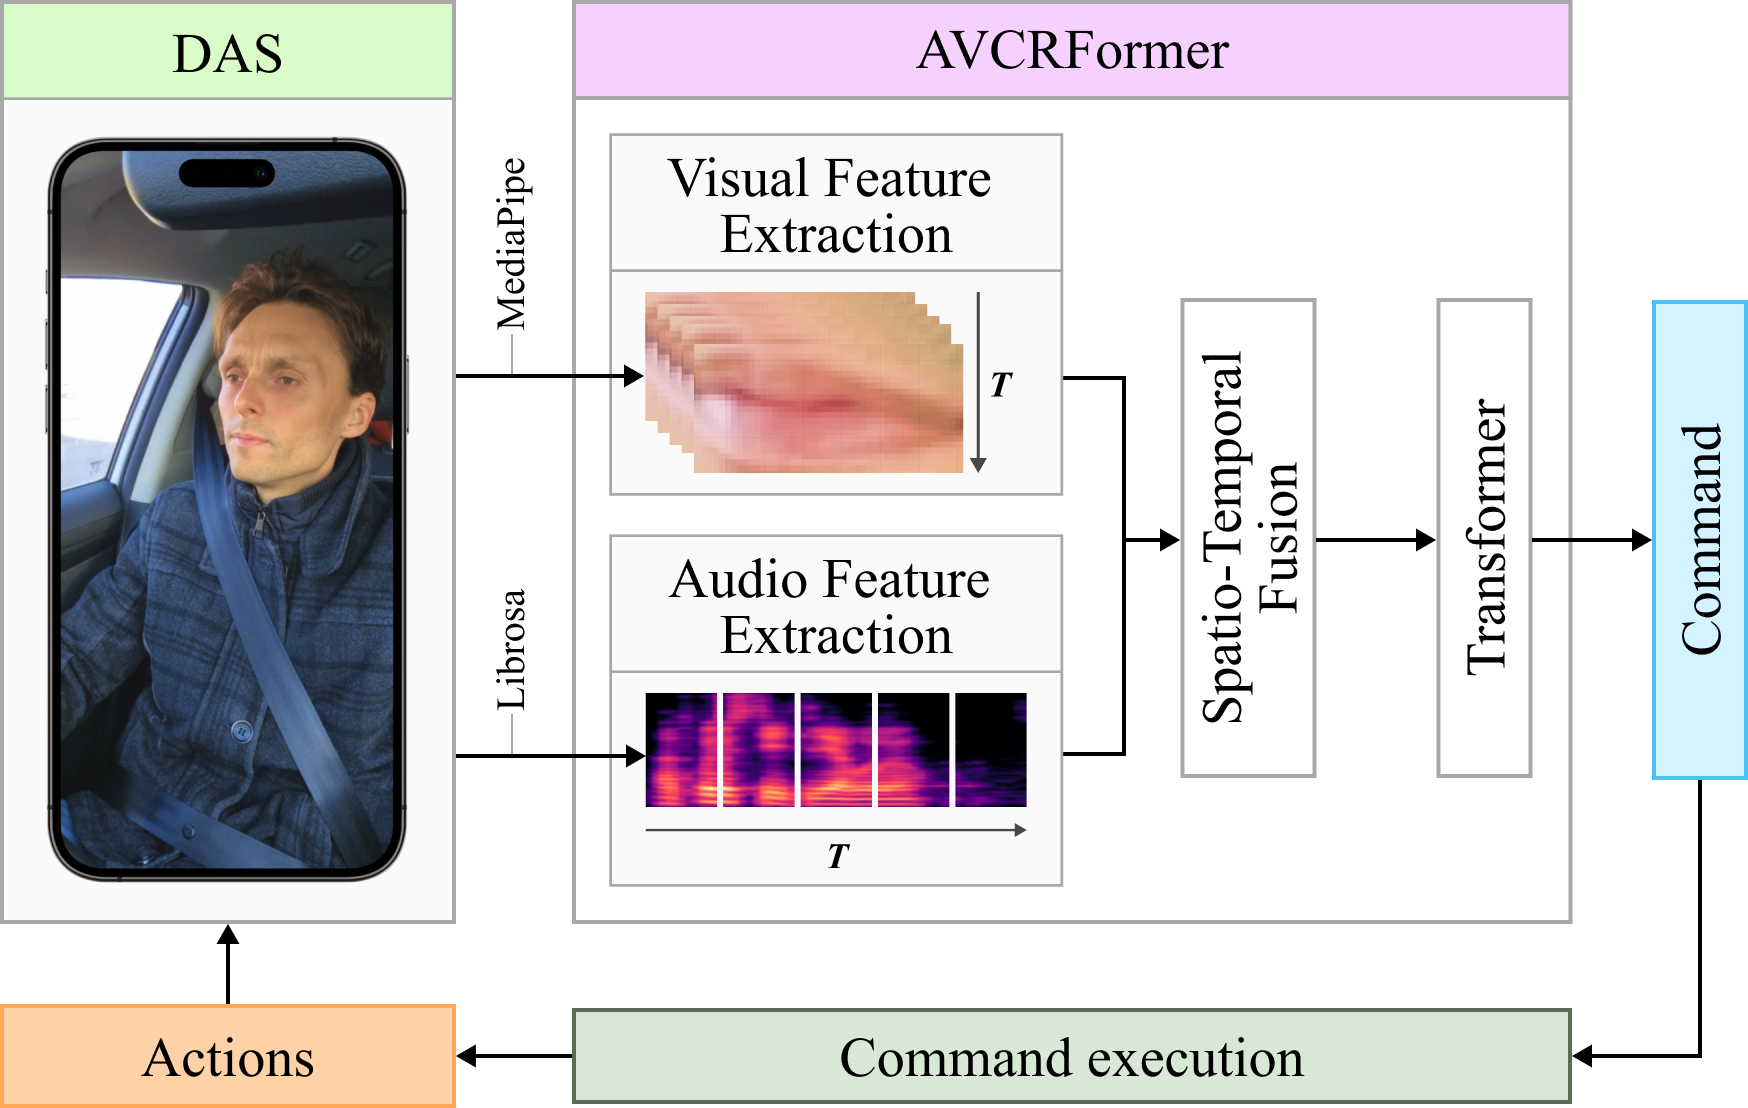 DAS
AVCRFormer
MediaPipe
Visual Feature
Extraction
T
Librosa
Audio Feature
Extraction
T
Spatio-Temporal
Fusion
Transformer
Command
Actions
Command execution